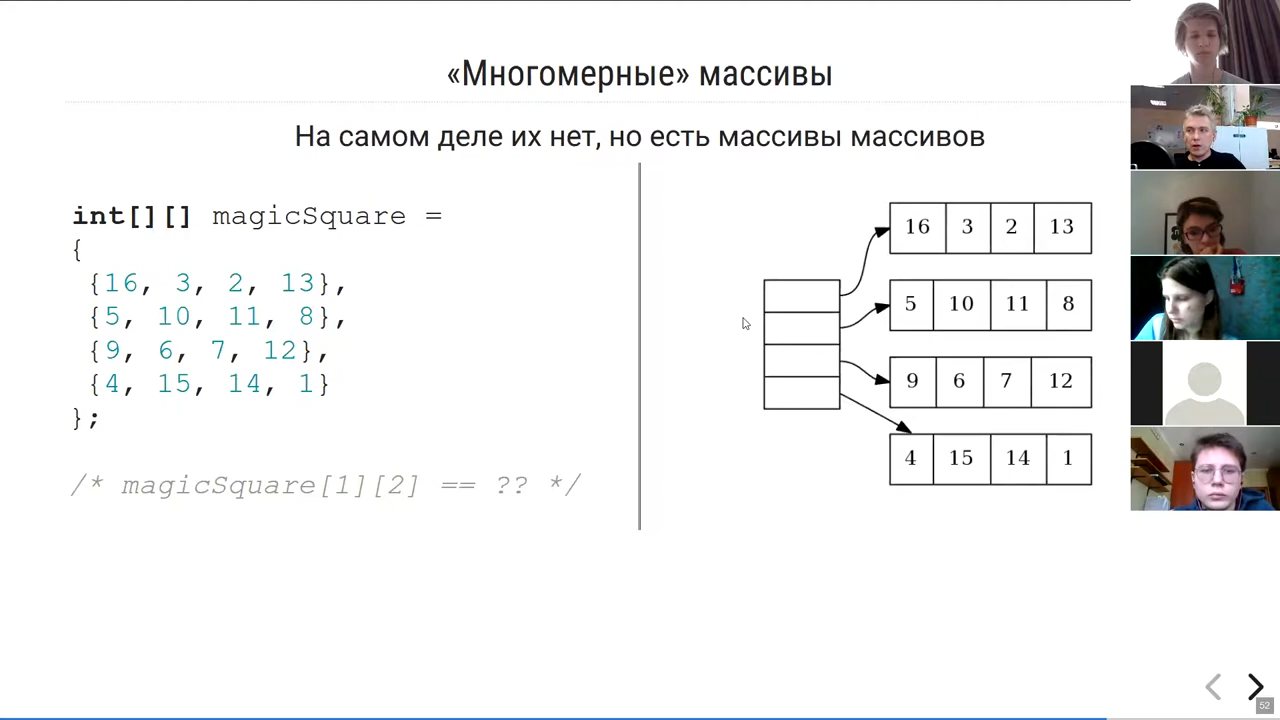 «Многомерные» массивы
На самом деле их нет, но есть массивы массивов
int[][] magicSquare =
{
{16, 3, 2, 13},
{5, 10, 11, 8},
{9, 6, 7, 12},
{4, 15, 14, 1}
};
/* magicSquare[1][2] == ?? */
16 3 2 13
5 10 11 8
9 6 7 12
4 15 14 1
52